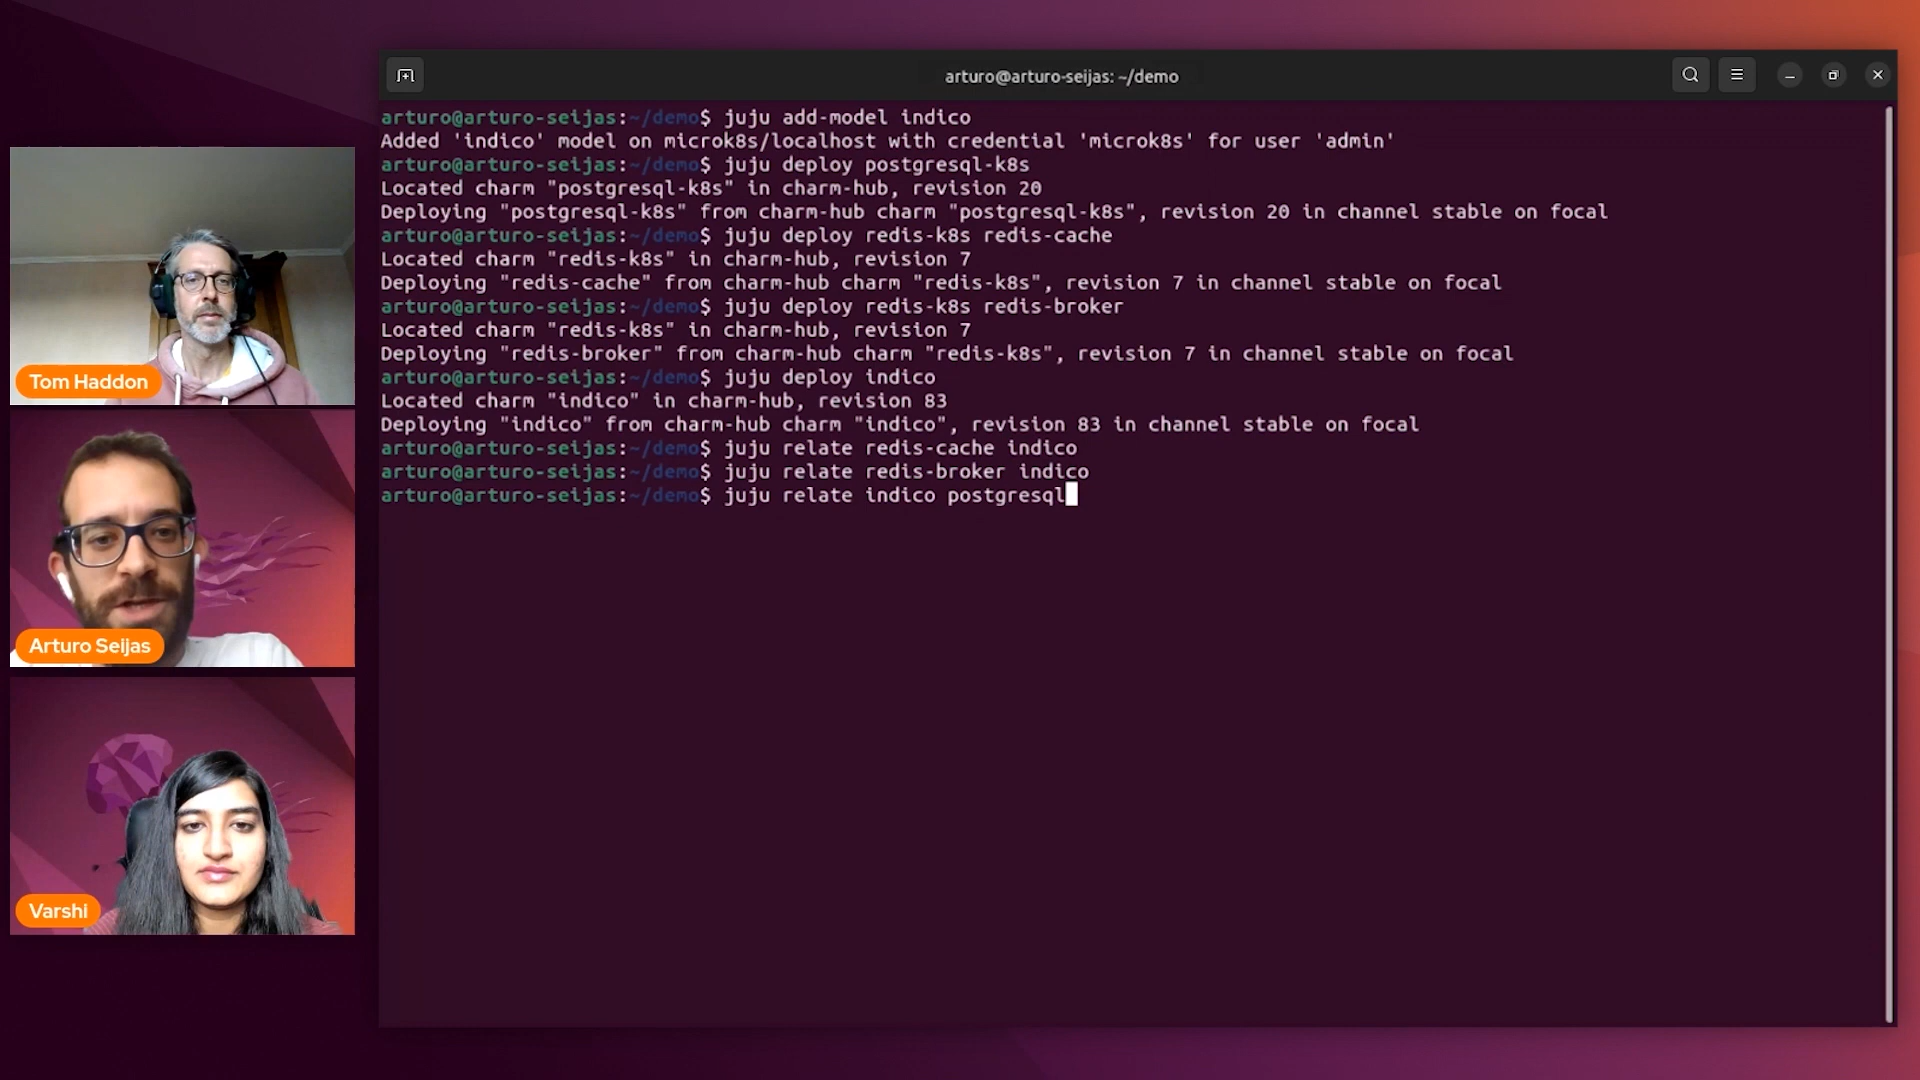 arturo@arturo-seijas: ~/demo
arturo@arturo-seijas:~/demo$ juju add-model indico
Added 'indico' model on microk8s/localhost with credential 'microk8s' for user 'admin'
arturo@arturo-seijas:~/demo$ juju deploy postgresql-k8s
Located charm "postgresql-k8s" in charm-hub, revision 20
Deploying "postgresql-k8s" from charm-hub charm "postgresql-k8s", revision 20 in channel stable on focal
arturo@arturo-seijas:~/demo$ juju deploy redis-k8s redis-cache
Located charm "redis-k8s" in charm-hub, revision 7
Deploying "redis-cache" from charm-hub charm "redis-k8s", revision 7 in channel stable on focal
arturo@arturo-seijas:~/demo$ juju deploy redis-k8s redis-broker
Located charm "redis-k8s" in charm-hub, revision 7
Deploying "redis-broker" from charm-hub charm "redis-k8s", revision 7 in channel stable on focal
arturo@arturo-seijas:~/demo$ juju deploy indico
Located charm "indico" in charm-hub, revision 83
Deploying "indico" from charm-hub charm "indico", revision 83 in channel stable on focal
arturo@arturo-seijas:~/demo$ juju relate redis-cache indico
arturo@arturo-seijas:~/demo$ juju relate redis-broker indico
arturo@arturo-seijas:~/demo$ juju relate indico postgresql
Tom Haddon
Arturo Seijas
Varshi